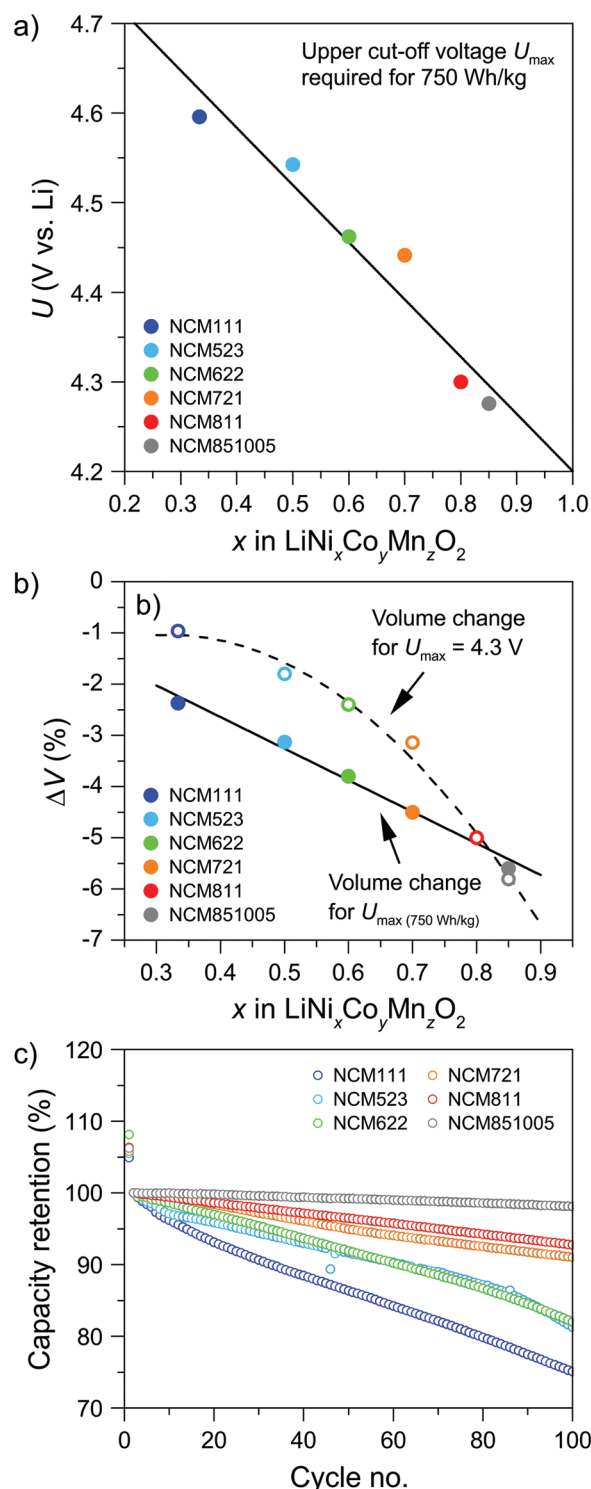 a)
4.7
4.6
4.5
4.4
4.3
4.2
U (V vs. Li)
Upper cut-off voltage Umax
required for 750 Wh/kg
NCM111
NCM523
NCM622
NCM721
NCM811
NCM851005
0.2 0.3 0.4 0.5 0.6 0.7 0.8 0.9 1.0
x in LiNixCoyMnzO2
b)
0
-1
-2
-3
-4
-5
-6
-7
ΔV (%)
b)
Volume change
for Umax = 4.3 V
NCM111
NCM523
NCM622
NCM721
NCM811
NCM851005
Volume change
for Umax (750 Wh/kg)
0.3 0.4 0.5 0.6 0.7 0.8 0.9
x in LiNixCoyMnzO2
c)
120
110
100
90
80
70
Capacity retention (%)
NCM111 NCM721
NCM523 NCM811
NCM622 NCM851005
0 20 40 60 80 100
Cycle no.